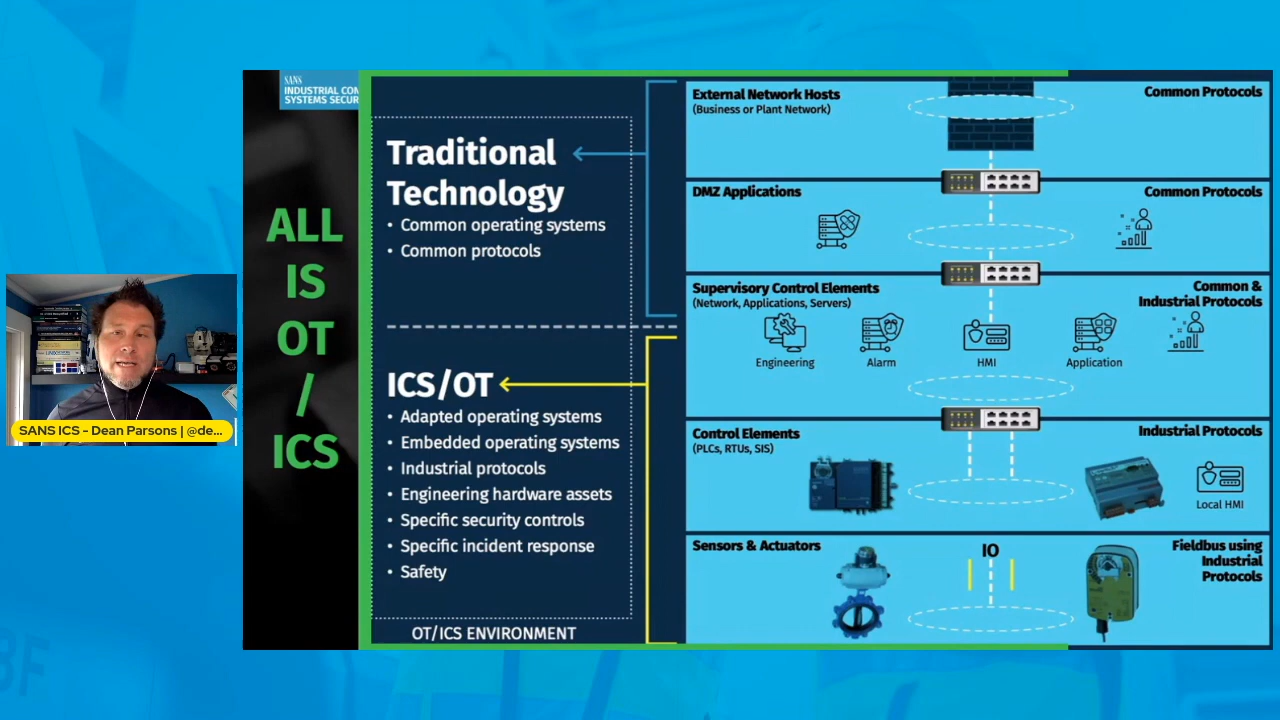 SANS
INDUSTRIAL CON
SYSTEMS SECUR
ALL
IS
OT
/
ICS
Traditional
Technology
• Common operating systems
• Common protocols
ICS/OT
• Adapted operating systems
• Embedded operating systems
• Industrial protocols
• Engineering hardware assets
• Specific security controls
• Specific incident response
• Safety
OT/ICS ENVIRONMENT
External Network Hosts
(Business or Plant Network)
Common Protocols
DMZ Applications
Common Protocols
Supervisory Control Elements
(Network, Applications, Servers)
Common &
Industrial Protocols
Engineering
Alarm
HMI
Application
Control Elements
(PLCs, RTUs, SIS)
Industrial Protocols
Local HMI
Sensors & Actuators
IO
Fieldbus using
Industrial
Protocols
SANS ICS - Dean Parsons | @de...